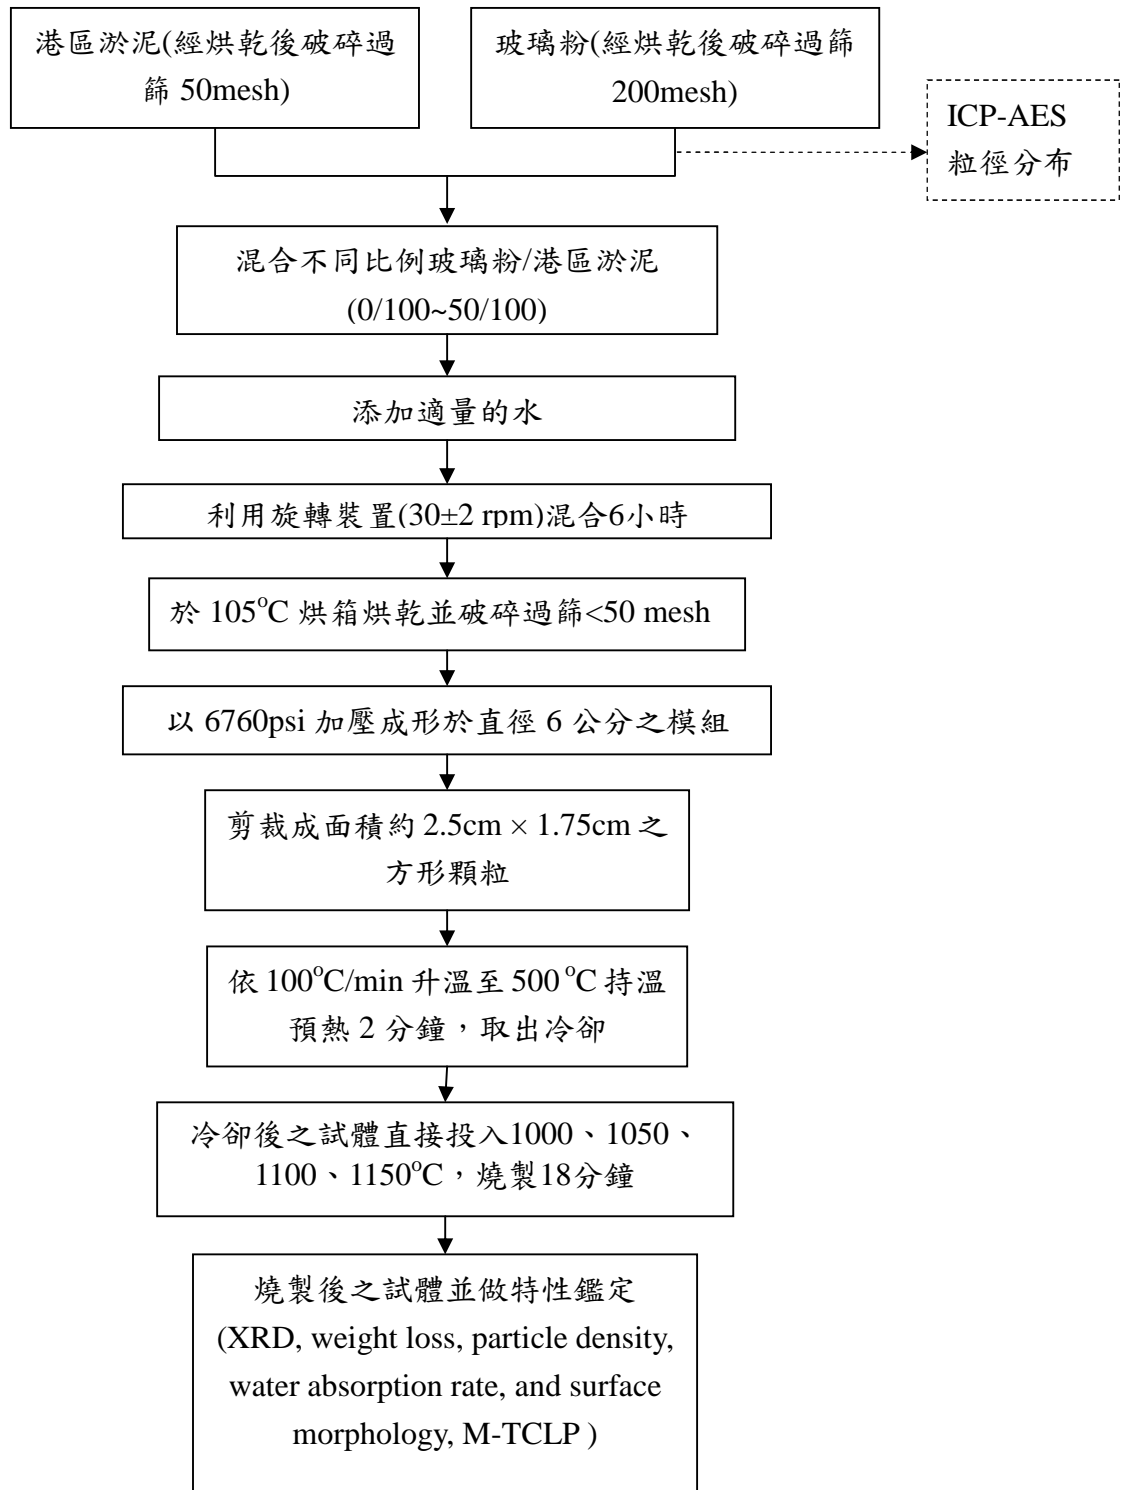 港區淤泥(經烘乾後破碎過
篩 50mesh)
玻璃粉(經烘乾後破碎過篩
200mesh)
ICP-AES
粒徑分布
混合不同比例玻璃粉/港區淤泥
(0/100~50/100)
添加適量的水
利用旋轉裝置(30±2 rpm)混合6小時
於 105°C 烘箱烘乾並破碎過篩<50 mesh
以 6760psi 加壓成形於直徑 6 公分之模組
剪裁成面積約 2.5cm × 1.75cm 之
方形顆粒
依 100°C/min 升溫至 500 °C 持溫
預熱 2 分鐘，取出冷卻
冷卻後之試體直接投入1000、1050、
1100、1150°C，燒製18分鐘
燒製後之試體並做特性鑑定
(XRD, weight loss, particle density,
water absorption rate, and surface
morphology, M-TCLP )